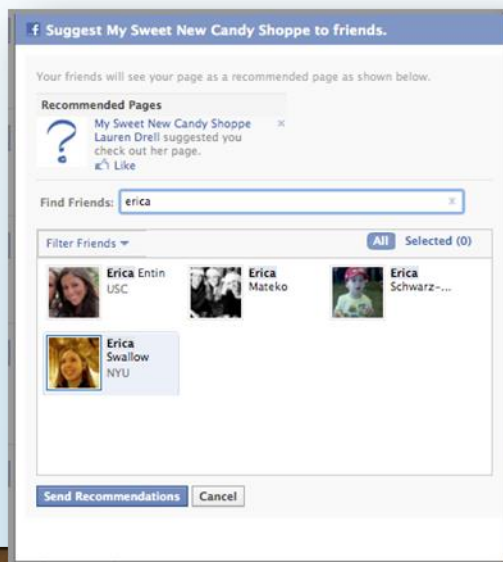 f Suggest My Sweet New Candy Shoppe to friends.
Your friends will see your page as a recommended page as shown below.
Recommended Pages
My Sweet New Candy Shoppe x
Lauren Drell suggested you
check out her page.
Like
Find Friends: erica x
Filter Friends
All Selected (0)
Erica Entin
USC
Erica
Mateko
Erica
Schwarz-...
Erica
Swallow
NYU
Send Recommendations Cancel